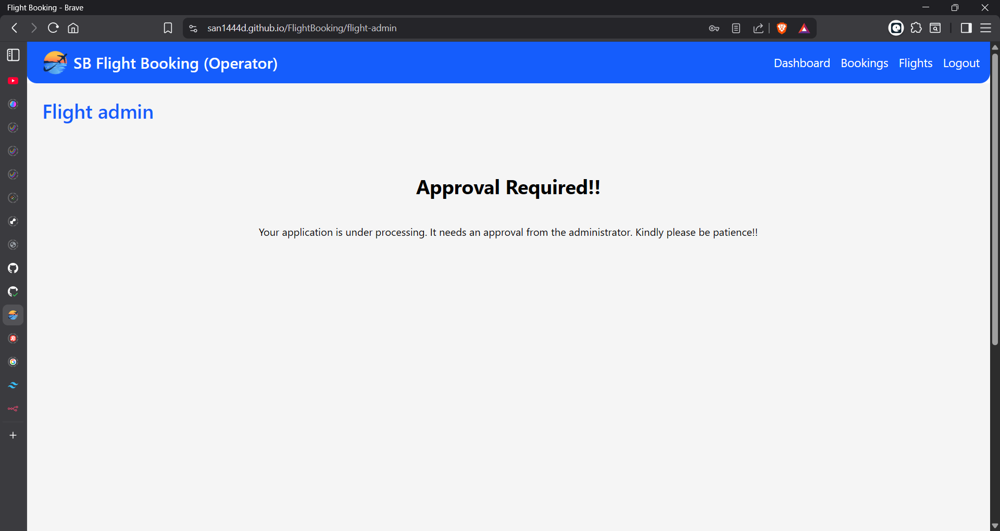 Flight Booking - Brave
san1444d.github.io/FlightBooking/flight-admin
SB Flight Booking (Operator)
Dashboard Bookings Flights Logout
Flight admin
Approval Required!!
Your application is under processing. It needs an approval from the administrator. Kindly please be patience!!